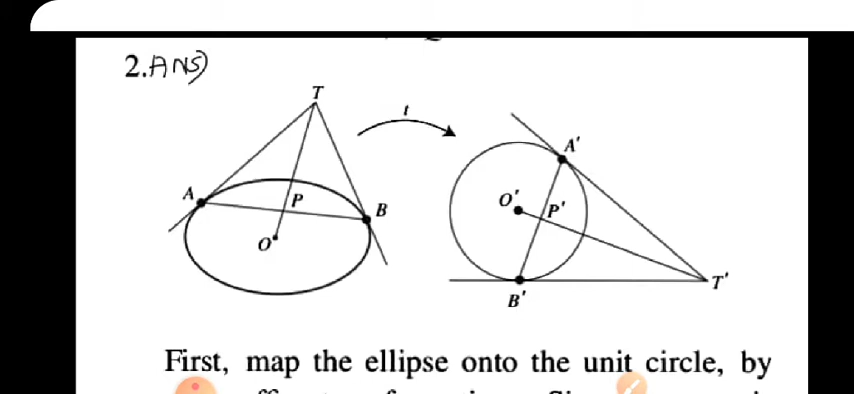 2.ANS)
T
t
A
P
B
O
A'
O'
P'
T'
B'
First, map the ellipse onto the unit circle, by